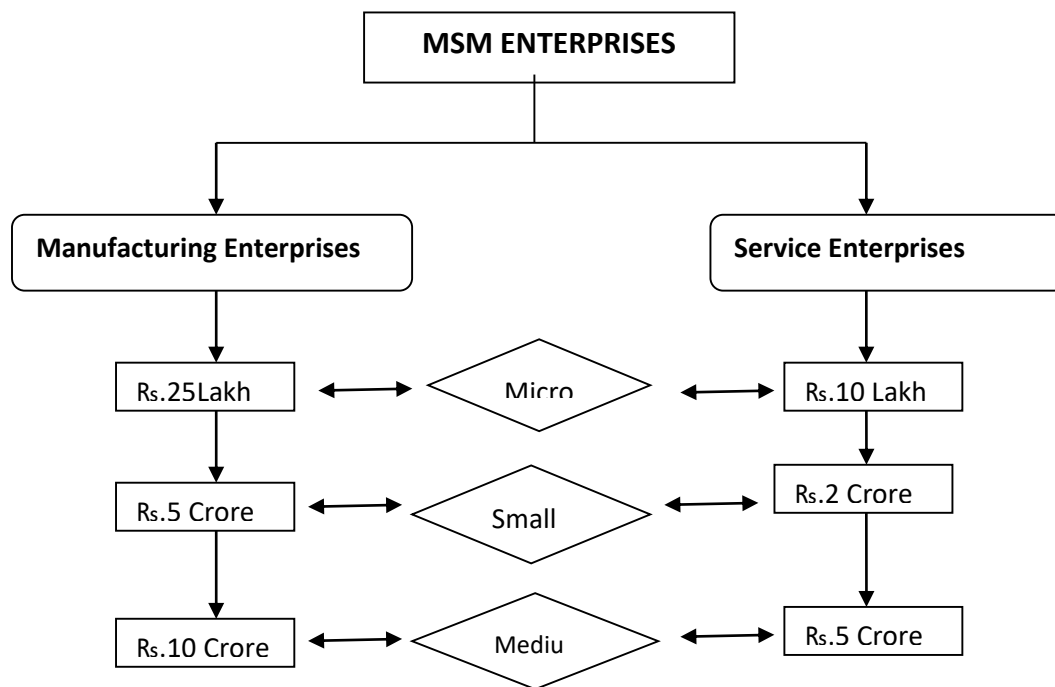 MSM ENTERPRISES
Manufacturing Enterprises
Service Enterprises
Rs.25Lakh
Micro
Rs.10 Lakh
Rs.5 Crore
Small
Rs.2 Crore
Rs.10 Crore
Mediu
Rs.5 Crore